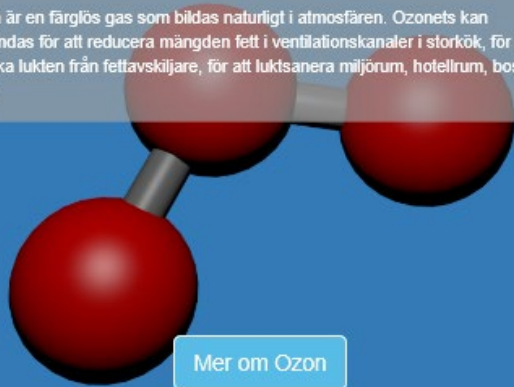 är en färglös gas som bildas naturligt i atmosfären. Ozonets kan
ndas för att reducera mängden fett i ventilationskanaler i storkök, för
ka lukten från fettavskiljare, för att luktsanera miljörum, hotellrum, bos
Mer om Ozon